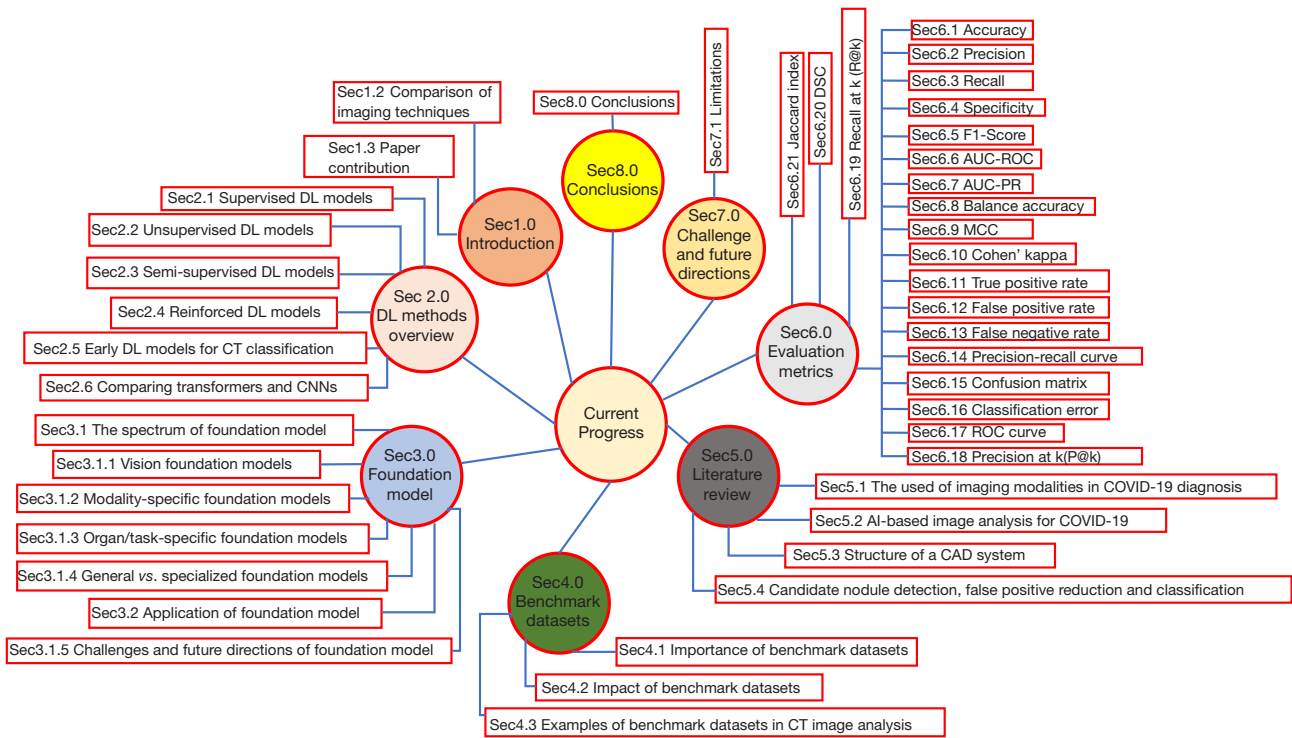 Sec1.2 Comparison of
imaging techniques
Sec1.3 Paper
contribution
Sec1.0
Introduction
Sec2.1 Supervised DL models
Sec2.2 Unsupervised DL models
Sec2.3 Semi-supervised DL models
Sec2.4 Reinforced DL models
Sec2.5 Early DL models for CT classification
Sec2.6 Comparing transformers and CNNs
Sec 2.0
DL methods
overview
Sec3.1 The spectrum of foundation model
Sec3.1.1 Vision foundation models
Sec3.1.2 Modality-specific foundation models
Sec3.1.3 Organ/task-specific foundation models
Sec3.1.4 General vs. specialized foundation models
Sec3.2 Application of foundation model
Sec3.1.5 Challenges and future directions of foundation model
Sec3.0
Foundation
model
Current
Progress
Sec4.0
Benchmark
datasets
Sec4.1 Importance of benchmark datasets
Sec4.2 Impact of benchmark datasets
Sec4.3 Examples of benchmark datasets in CT image analysis
Sec5.0
Literature
review
Sec5.1 The used of imaging modalities in COVID-19 diagnosis
Sec5.2 AI-based image analysis for COVID-19
Sec5.3 Structure of a CAD system
Sec5.4 Candidate nodule detection, false positive reduction and classification
Sec6.0
Evaluation
metrics
Sec6.1 Accuracy
Sec6.2 Precision
Sec6.3 Recall
Sec6.4 Specificity
Sec6.5 F1-Score
Sec6.6 AUC-ROC
Sec6.7 AUC-PR
Sec6.8 Balance accuracy
Sec6.9 MCC
Sec6.10 Cohen' kappa
Sec6.11 True positive rate
Sec6.12 False positive rate
Sec6.13 False negative rate
Sec6.14 Precision-recall curve
Sec6.15 Confusion matrix
Sec6.16 Classification error
Sec6.17 ROC curve
Sec6.18 Precision at k(P@k)
Sec6.19 Recall at k (R@k)
Sec6.20 DSC
Sec6.21 Jaccard index
Sec7.1 Limitations
Sec7.0
Challenge
and future
directions
Sec8.0 Conclusions
Sec8.0
Conclusions